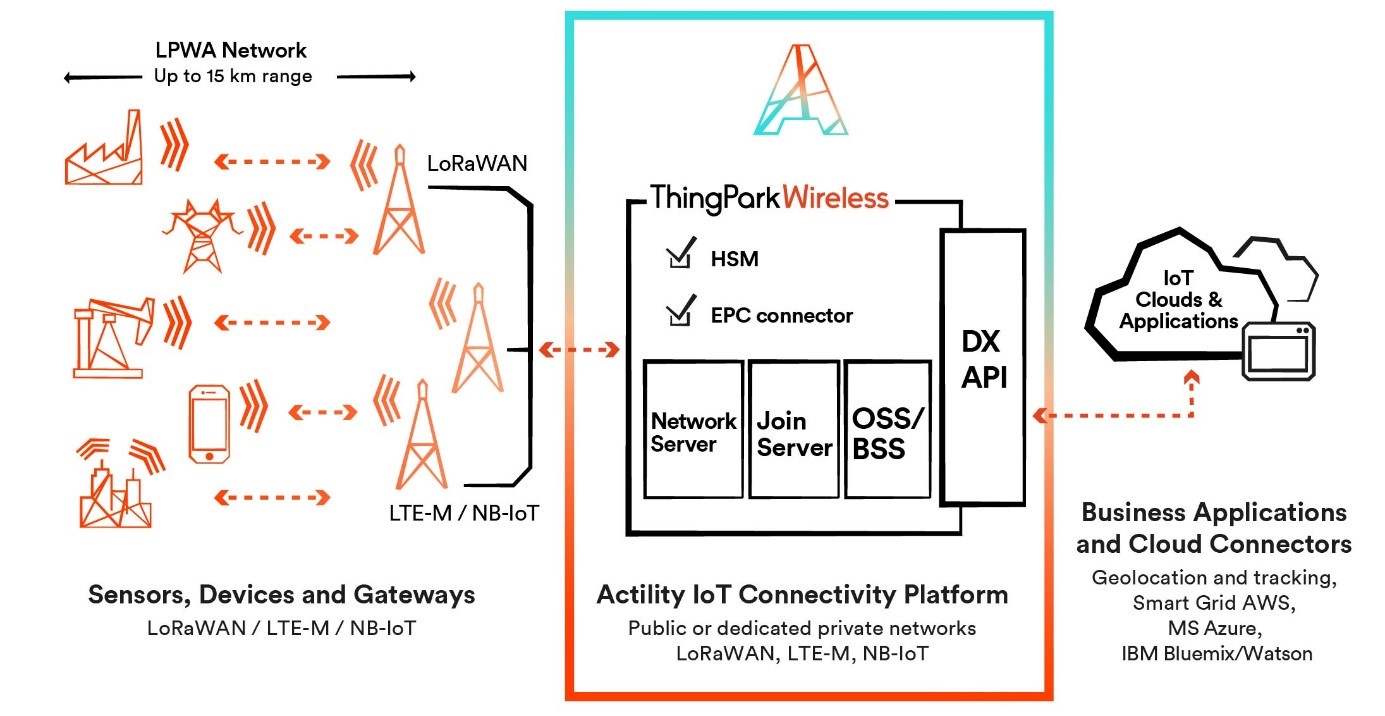 LPWA Network
Up to 15 km range
LoRaWAN
LTE-M / NB-IoT
Sensors, Devices and Gateways
LoRaWAN / LTE-M / NB-IoT
ThingParkWireless
HSM
EPC connector
Network
Server
Join
Server
OSS/
BSS
DX
API
Actility IoT Connectivity Platform
Public or dedicated private networks
LoRaWAN, LTE-M, NB-IoT
IoT
Clouds &
Applications
Business Applications
and Cloud Connectors
Geolocation and tracking,
Smart Grid AWS,
MS Azure,
IBM Bluemix/Watson